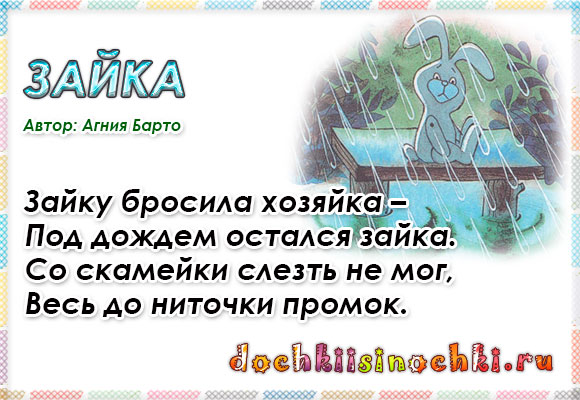 ЗАЙКА
Автор: Агния Барто
Зайку бросила хозяйка –
Под дождем остался зайка.
Со скамейки слезть не мог,
Весь до ниточки промок.
dochkiisinochki.ru